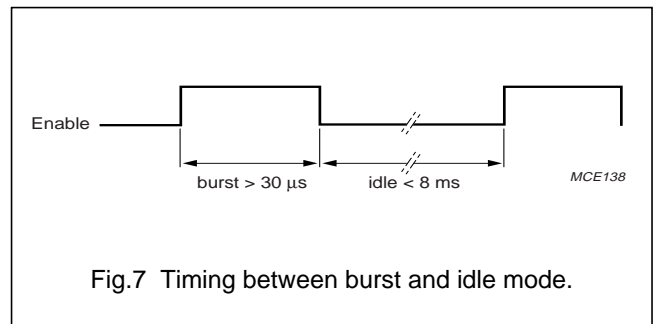 Enable
burst > 30 μs
idle < 8 ms
MCE138
Fig.7 Timing between burst and idle mode.